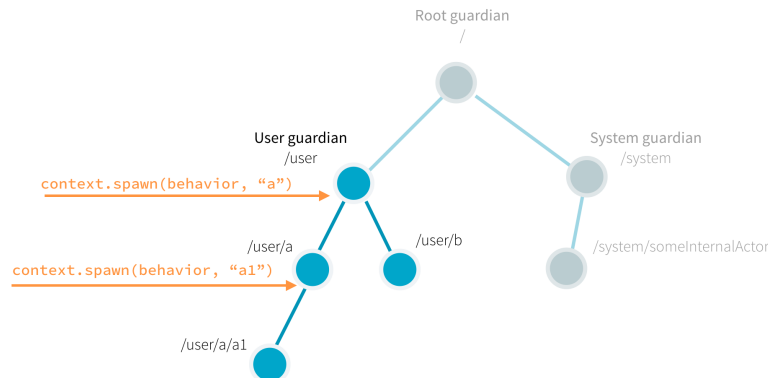 Root guardian
/
User guardian
/user
System guardian
/system
context.spawn(behavior, “a”)
/user/a
/user/b
/system/someInternalActor
context.spawn(behavior, “a1”)
/user/a/a1